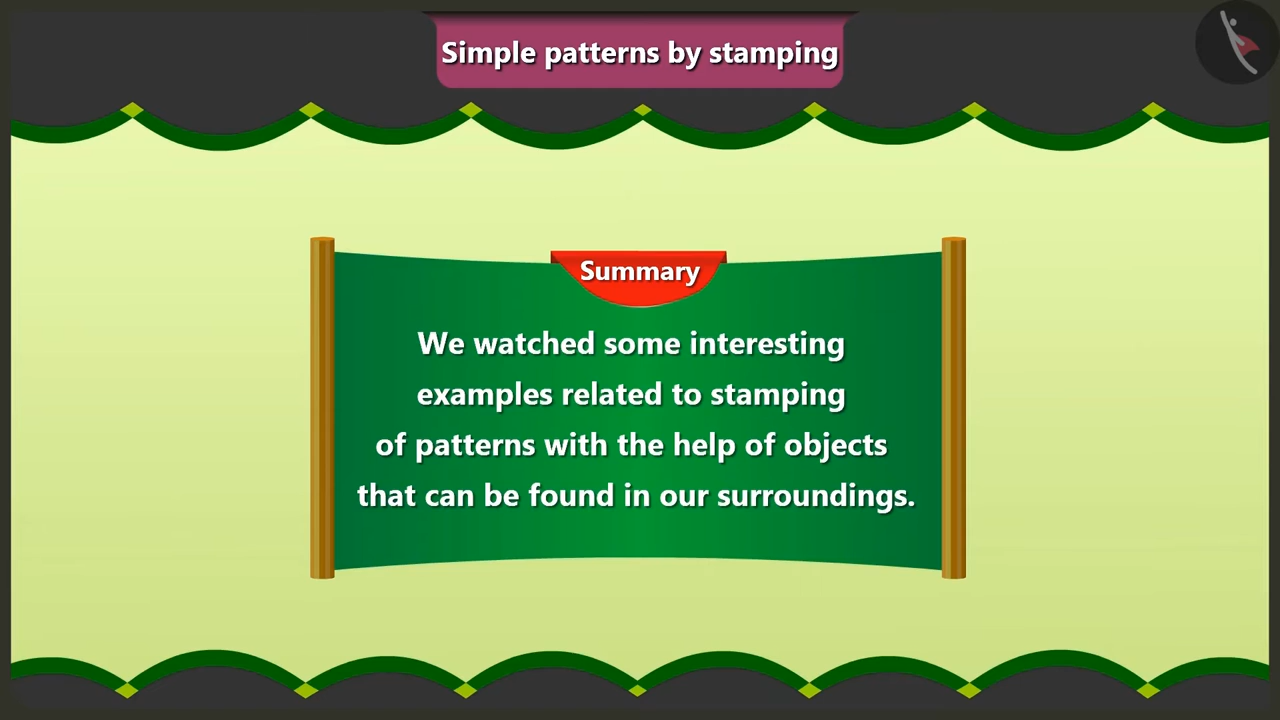 Simple patterns by stamping
Summary
We watched some interesting
examples related to stamping
of patterns with the help of objects
that can be found in our surroundings.